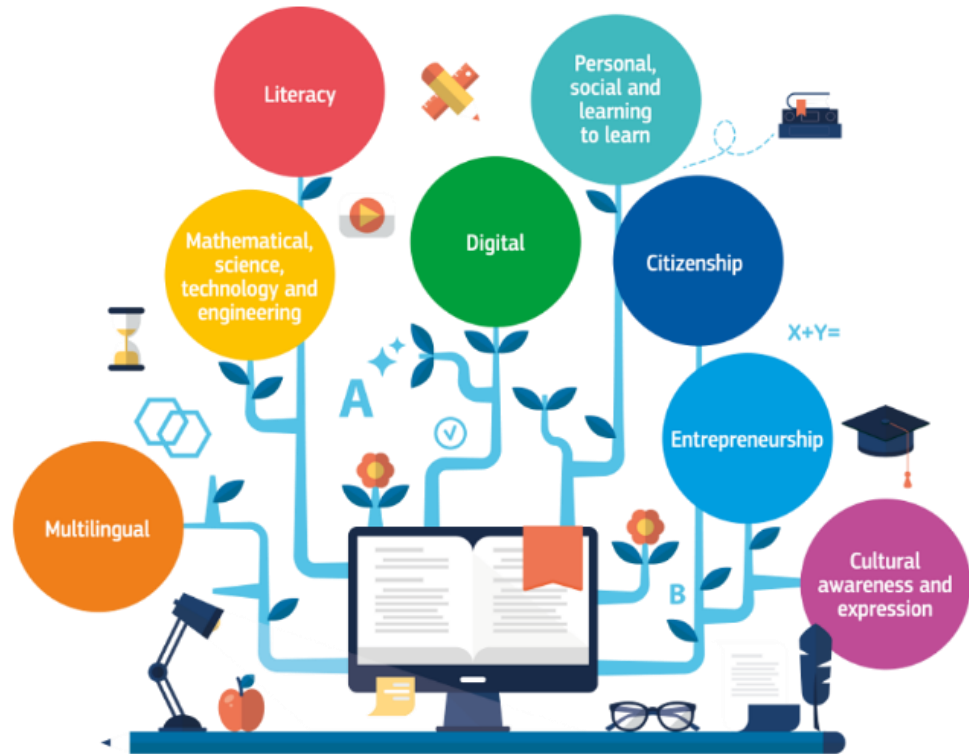 Literacy
Personal,
social and
learning
to learn
Mathematical,
science,
technology and
engineering
Digital
Citizenship
X+Y=
A
Entrepreneurship
Multilingual
Cultural
awareness and
expression
B